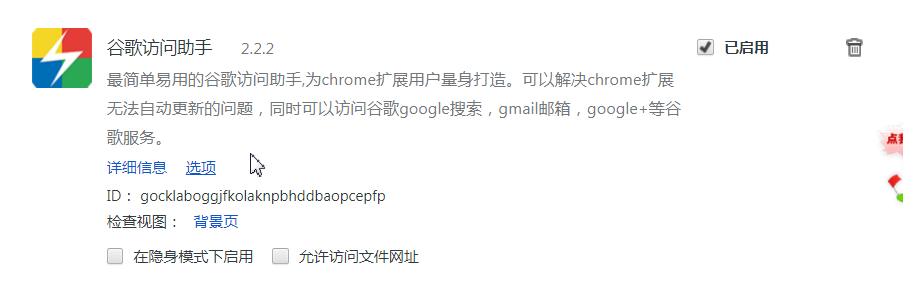 谷歌访问助手 2.2.2 已启用
最简单易用的谷歌访问助手,为chrome扩展用户量身打造。可以解决chrome扩展
无法自动更新的问题，同时可以访问谷歌google搜索，gmail邮箱，google+等谷
歌服务。
详细信息 选项
ID： gocklaboggjfkolaknpbhddbaopcepfp
检查视图： 背景页
在隐身模式下启用 允许访问文件网址